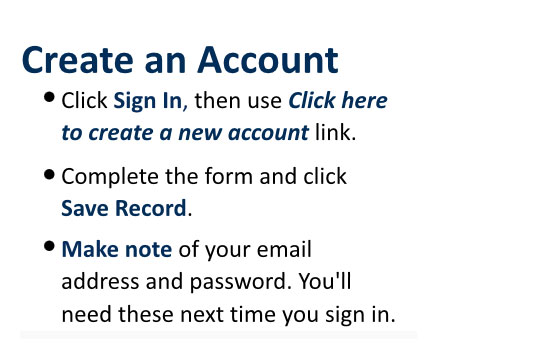 Create an Account
• Click Sign In, then use Click here
to create a new account link.
• Complete the form and click
Save Record.
• Make note of your email
address and password. You'll
need these next time you sign in.